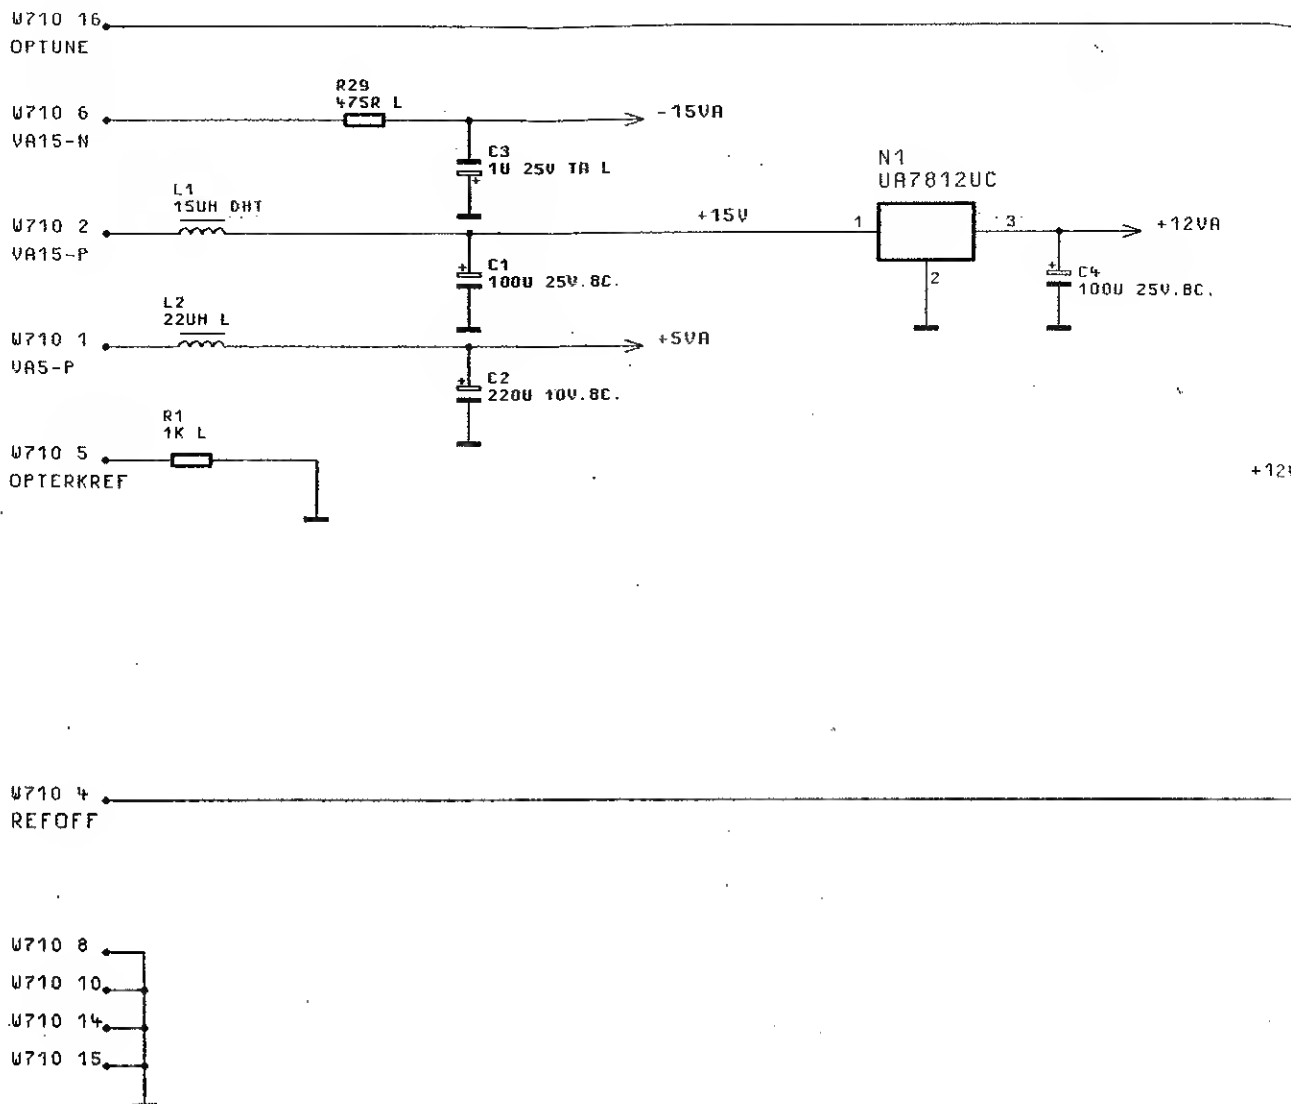 W710 16
OPTUNE
R29
475R L
W710 6
VA15-N
-15VA
C3
1U 25V TA L
N1
UA7812UC
L1
15UH DHT
W710 2
VA15-P
+15V
1
3
+12VA
2
C1
100U 25V.8C.
C4
100U 25V.8C.
L2
22UH L
W710 1
VA5-P
+5VA
C2
220U 10V.8C.
R1
1K L
W710 5
OPTERKREF
+12V
W710 4
REFOFF
W710 8
W710 10
W710 14
W710 15